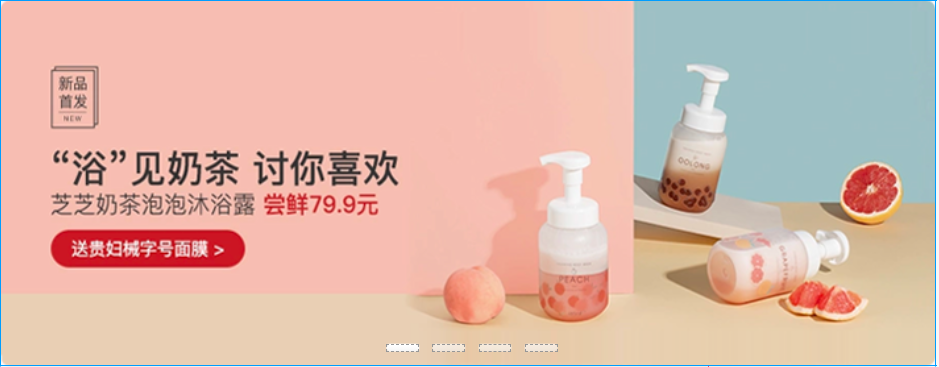 新品
首发
NEW
“浴”见奶茶 讨你喜欢
芝芝奶茶泡泡沐浴露 尝鲜79.9元
送贵妇械字号面膜 >
OOLONG
PEACH